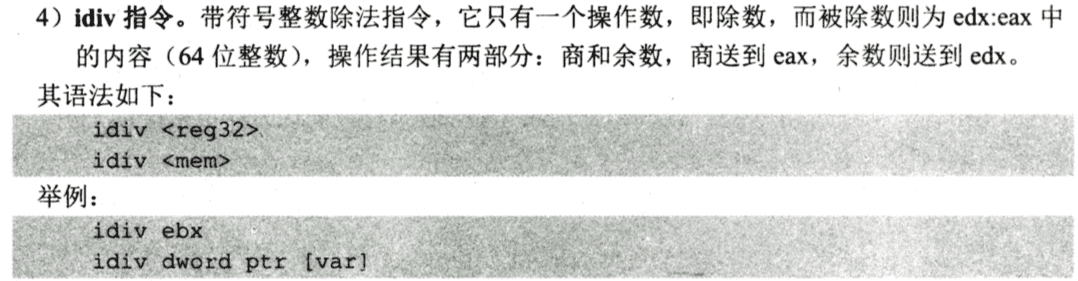 4）idiv 指令。带符号整数除法指令，它只有一个操作数，即除数，而被除数则为 edx:eax 中
的内容（64 位整数），操作结果有两部分：商和余数，商送到 eax，余数则送到 edx。
其语法如下：
idiv <reg32>
idiv <mem>
举例：
idiv ebx
idiv dword ptr [var]